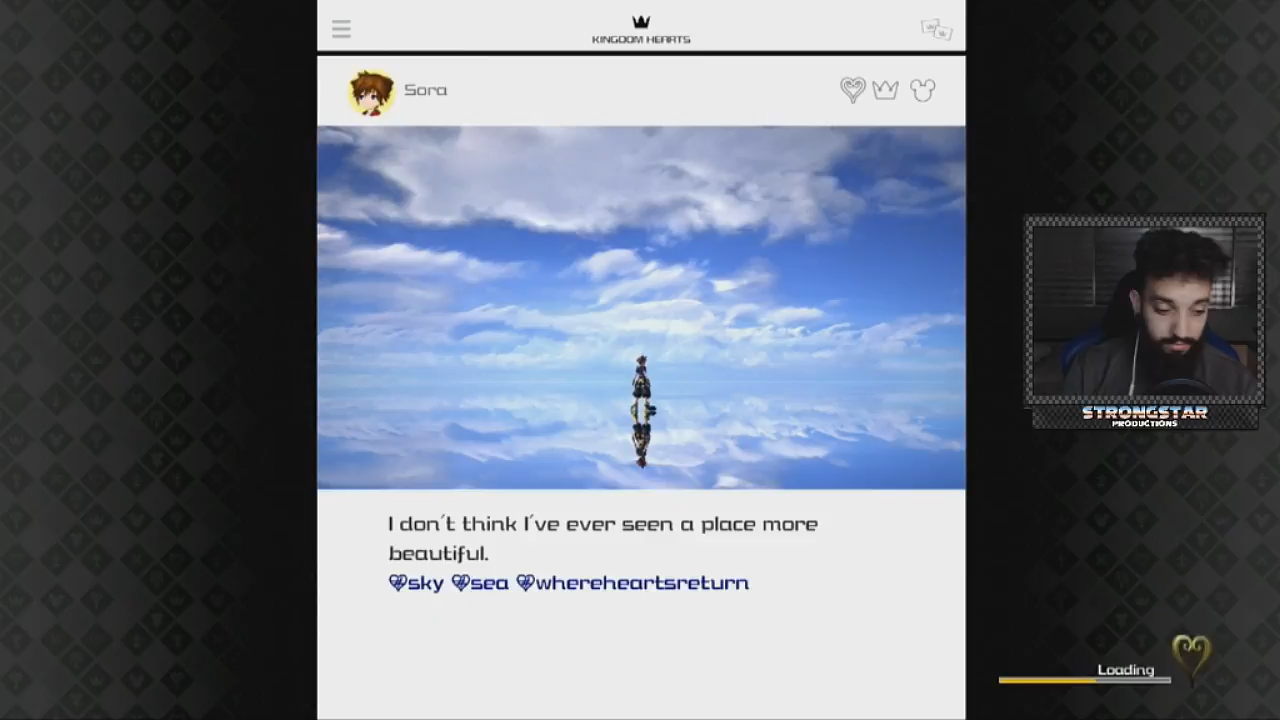 KINGDOM HEARTS
Sora
I don't think I've ever seen a place more
beautiful.
sky sea whereheartsreturn
STRONGSTAR
PRODUCTIONS
Loading